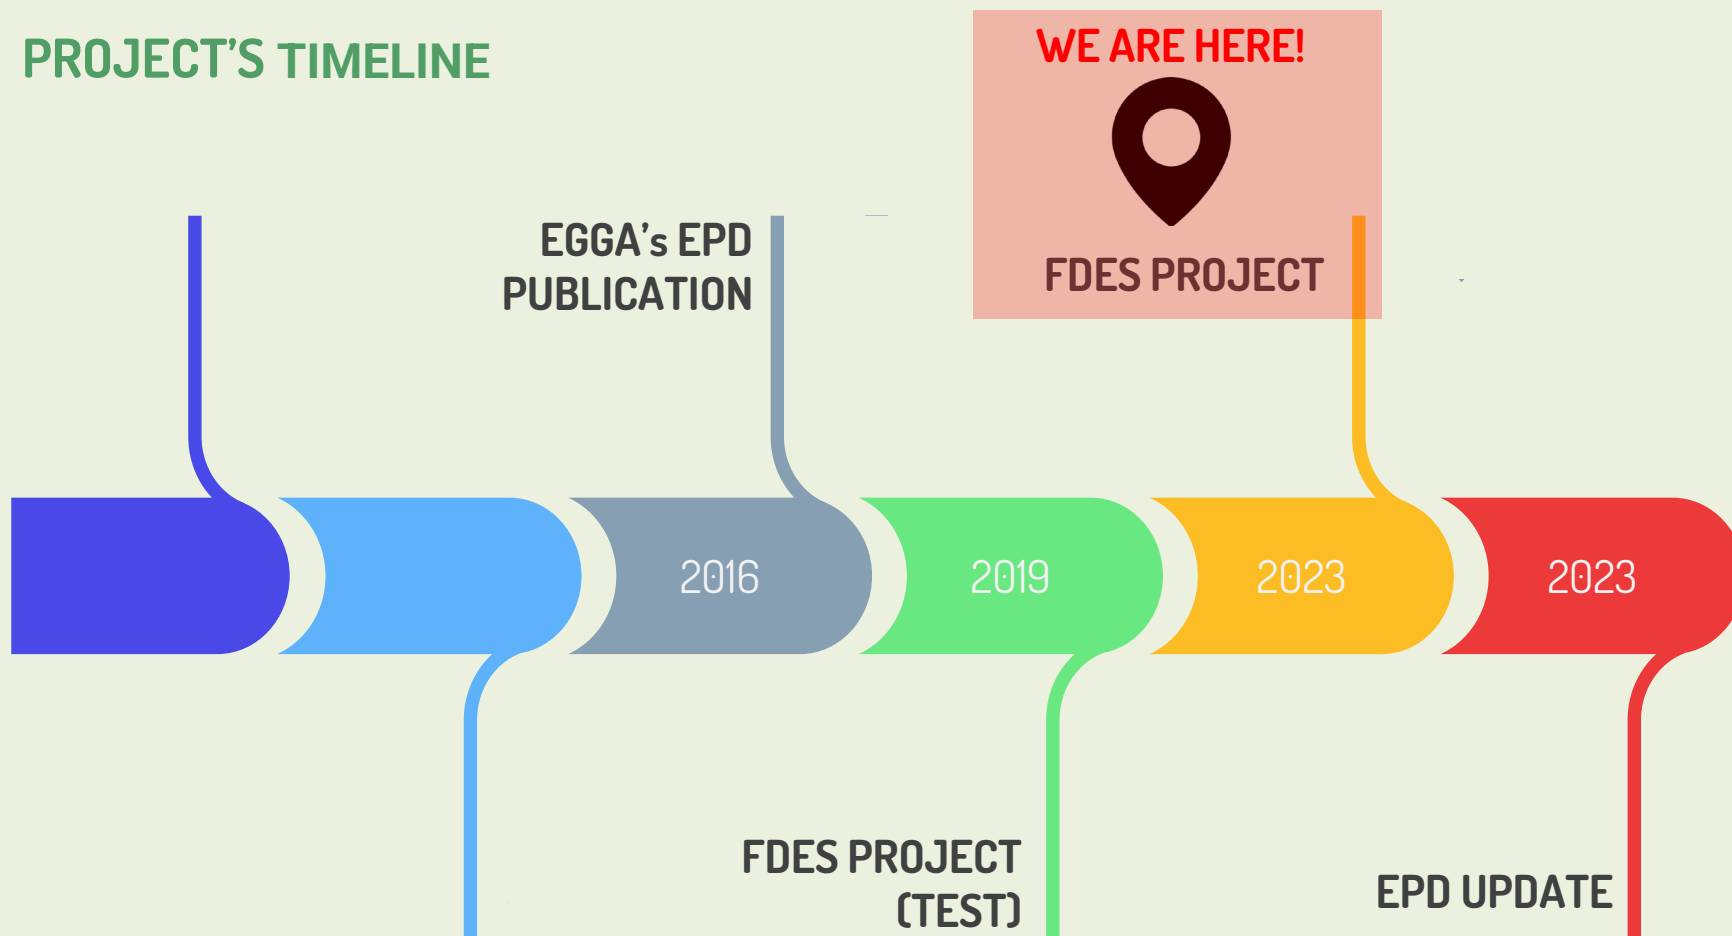 PROJECT'S TIMELINE
WE ARE HERE!
EGGA's EPD
PUBLICATION
FDES PROJECT
2016
2019
2023
2023
FDES PROJECT
(TEST)
EPD UPDATE